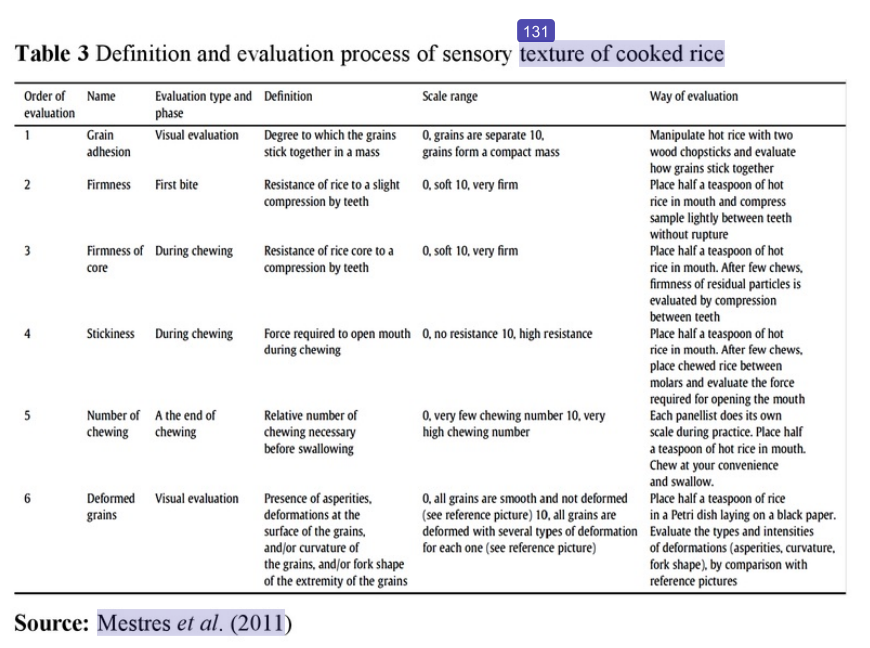 131
Table 3 Definition and evaluation process of sensory texture of cooked rice
Order of evaluation Name Evaluation type and phase Definition Scale range Way of evaluation
1 Grain adhesion Visual evaluation Degree to which the grains stick together in a mass 0, grains are separate 10, grains form a compact mass Manipulate hot rice with two wood chopsticks and evaluate how grains stick together
2 Firmness First bite Resistance of rice to a slight compression by teeth 0, soft 10, very firm Place half a teaspoon of hot rice in mouth and compress sample lightly between teeth without rupture
3 Firmness of core During chewing Resistance of rice core to a compression by teeth 0, soft 10, very firm Place half a teaspoon of hot rice in mouth. After few chews, firmness of residual particles is evaluated by compression between teeth
4 Stickiness During chewing Force required to open mouth during chewing 0, no resistance 10, high resistance Place half a teaspoon of hot rice in mouth. After few chews, place chewed rice between molars and evaluate the force required for opening the mouth
5 Number of chewing A the end of chewing Relative number of chewing necessary before swallowing 0, very few chewing number 10, very high chewing number Each panellist does its own scale during practice. Place half a teaspoon of hot rice in mouth. Chew at your convenience and swallow.
6 Deformed grains Visual evaluation Presence of asperities, deformations at the surface of the grains, and/or curvature of the grains, and/or fork shape of the extremity of the grains 0, all grains are smooth and not deformed (see reference picture) 10, all grains are deformed with several types of deformation for each one (see reference picture) Place half a teaspoon of rice in a Petri dish laying on a black paper. Evaluate the types and intensities of deformations (asperities, curvature, fork shape), by comparison with reference pictures
Source: Mestres et al. (2011)